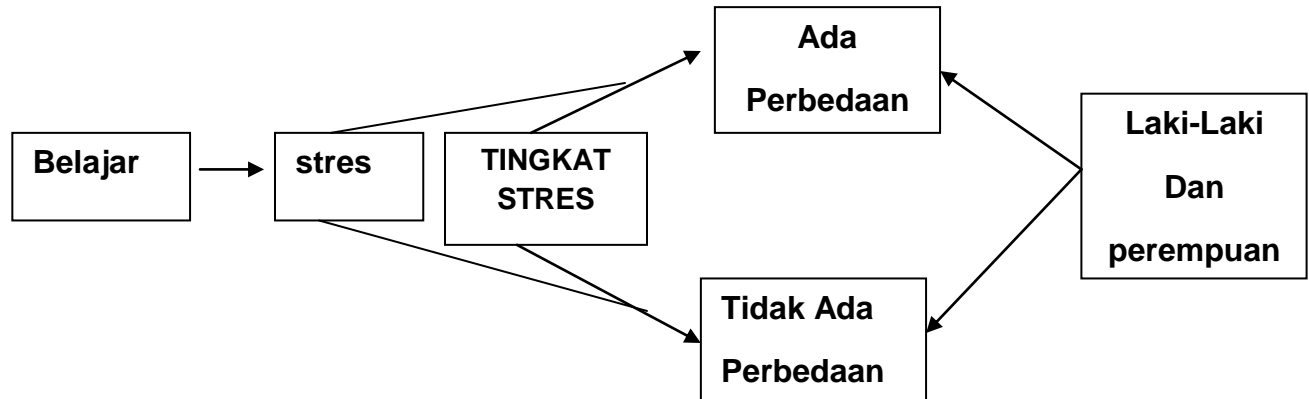 Belajar
stres
TINGKAT
STRES
Ada
Perbedaan
Tidak Ada
Perbedaan
Laki-Laki
Dan
perempuan